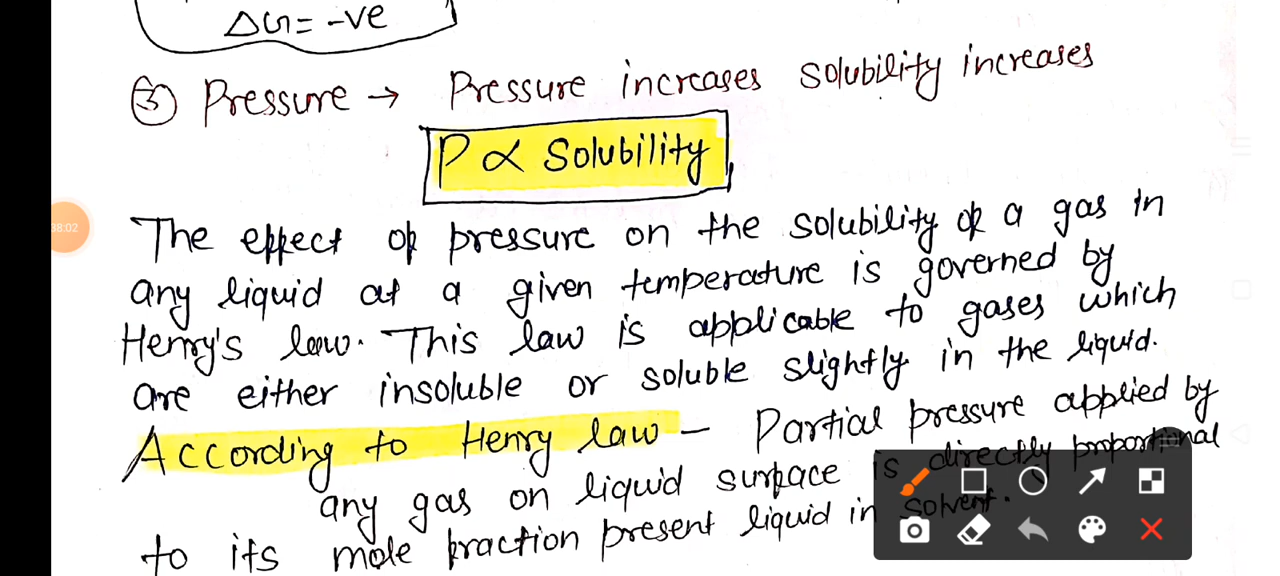 ΔG = -ve
③ Pressure → Pressure increases solubility increases
P ∝ Solubility
38:02
The effect of pressure on the solubility of a gas in
any liquid at a given temperature is governed by
Henry's law. This law is applicable to gases which
are either insoluble or soluble slightly in the liquid.
According to Henry law - Partial pressure applied by
any gas on liquid surface is directly proportional
to its mole fraction present liquid in solvent.